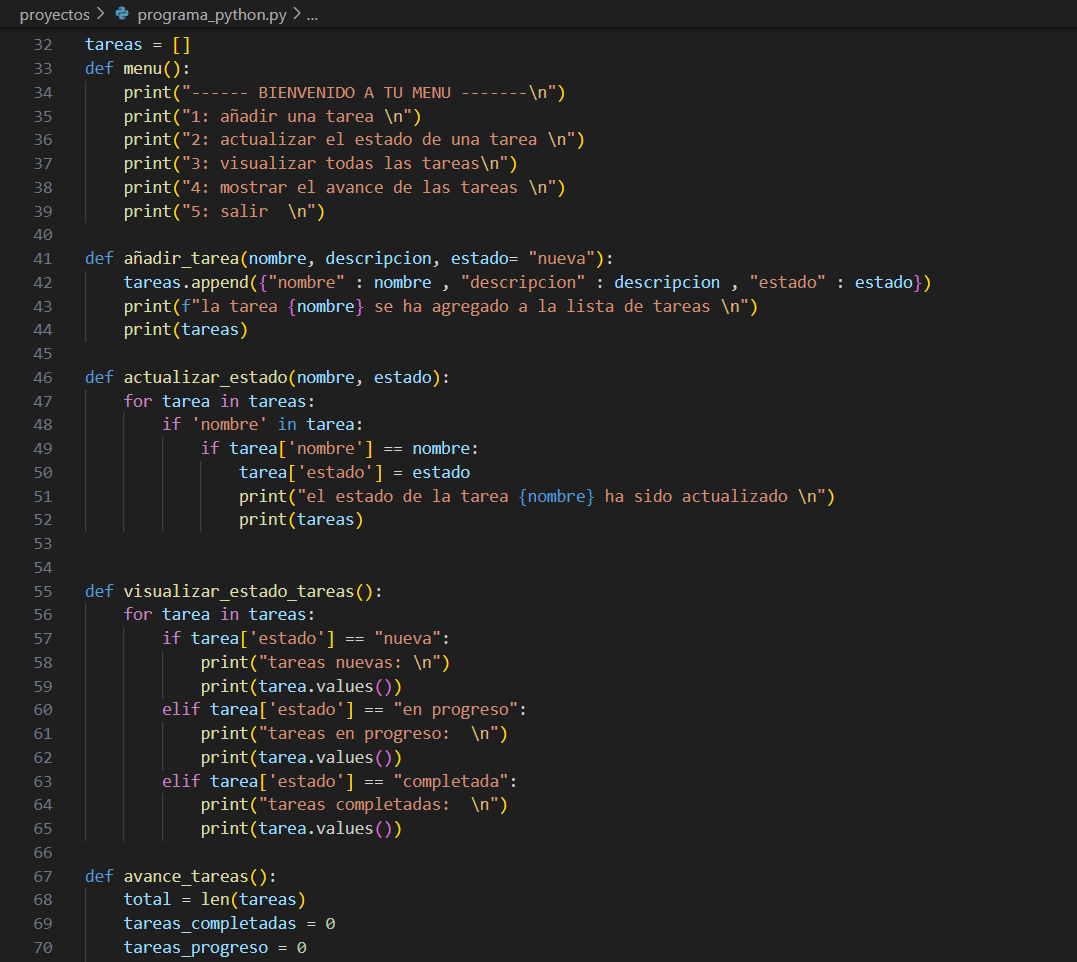 proyectos > programa_python.py > ...
32 tareas = []
33 def menu():
34     print("------ BIENVENIDO A TU MENU -------\n")
35     print("1: añadir una tarea \n")
36     print("2: actualizar el estado de una tarea \n")
37     print("3: visualizar todas las tareas\n")
38     print("4: mostrar el avance de las tareas \n")
39     print("5: salir  \n")
40
41 def añadir_tarea(nombre, descripcion, estado= "nueva"):
42     tareas.append({"nombre" : nombre , "descripcion" : descripcion , "estado" : estado})
43     print(f"la tarea {nombre} se ha agregado a la lista de tareas \n")
44     print(tareas)
45
46 def actualizar_estado(nombre, estado):
47     for tarea in tareas:
48         if 'nombre' in tarea:
49             if tarea['nombre'] == nombre:
50                 tarea['estado'] = estado
51                 print("el estado de la tarea {nombre} ha sido actualizado \n")
52                 print(tareas)
53
54
55 def visualizar_estado_tareas():
56     for tarea in tareas:
57         if tarea['estado'] == "nueva":
58             print("tareas nuevas: \n")
59             print(tarea.values())
60         elif tarea['estado'] == "en progreso":
61             print("tareas en progreso:  \n")
62             print(tarea.values())
63         elif tarea['estado'] == "completada":
64             print("tareas completadas:  \n")
65             print(tarea.values())
66
67 def avance_tareas():
68     total = len(tareas)
69     tareas_completadas = 0
70     tareas_progreso = 0